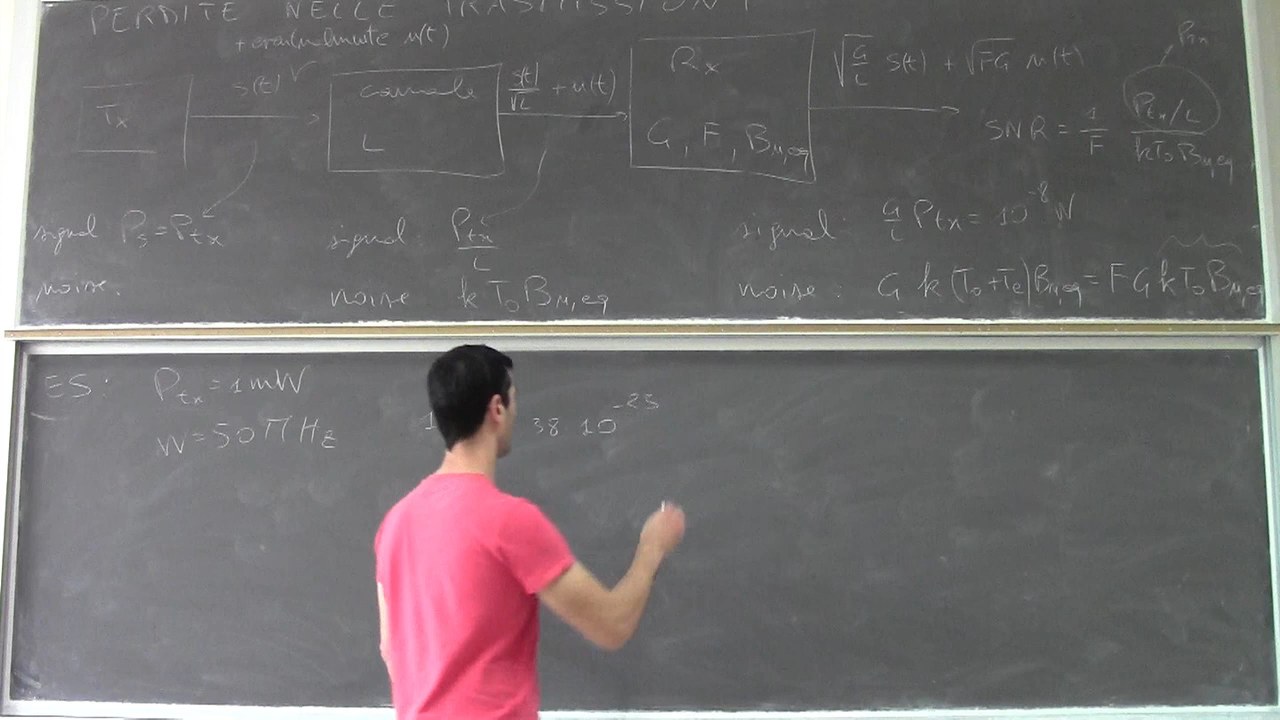 PERDITE NELLE TRASMISSIONI
+ eventualmente n(t)
Tx
s(t)
canale
L
s(t)/√L + n(t)
Rx
G, F, B_n,eq
√(G/L) s(t) + √FG n(t)
P_rx
SNR = 1/F (P_tx/L)/(kT₀B_n,eq)
signal P_s = P_tx
signal: P_tx/L
signal: G/L P_tx = 10^-8 W
noise.
noise kT₀B_n,eq
noise: G k(T₀+T_e)B_n,eq = FGkT₀B_n,eq
ES: P_tx = 1mW
W = 50 MHz
1 38 10^-23